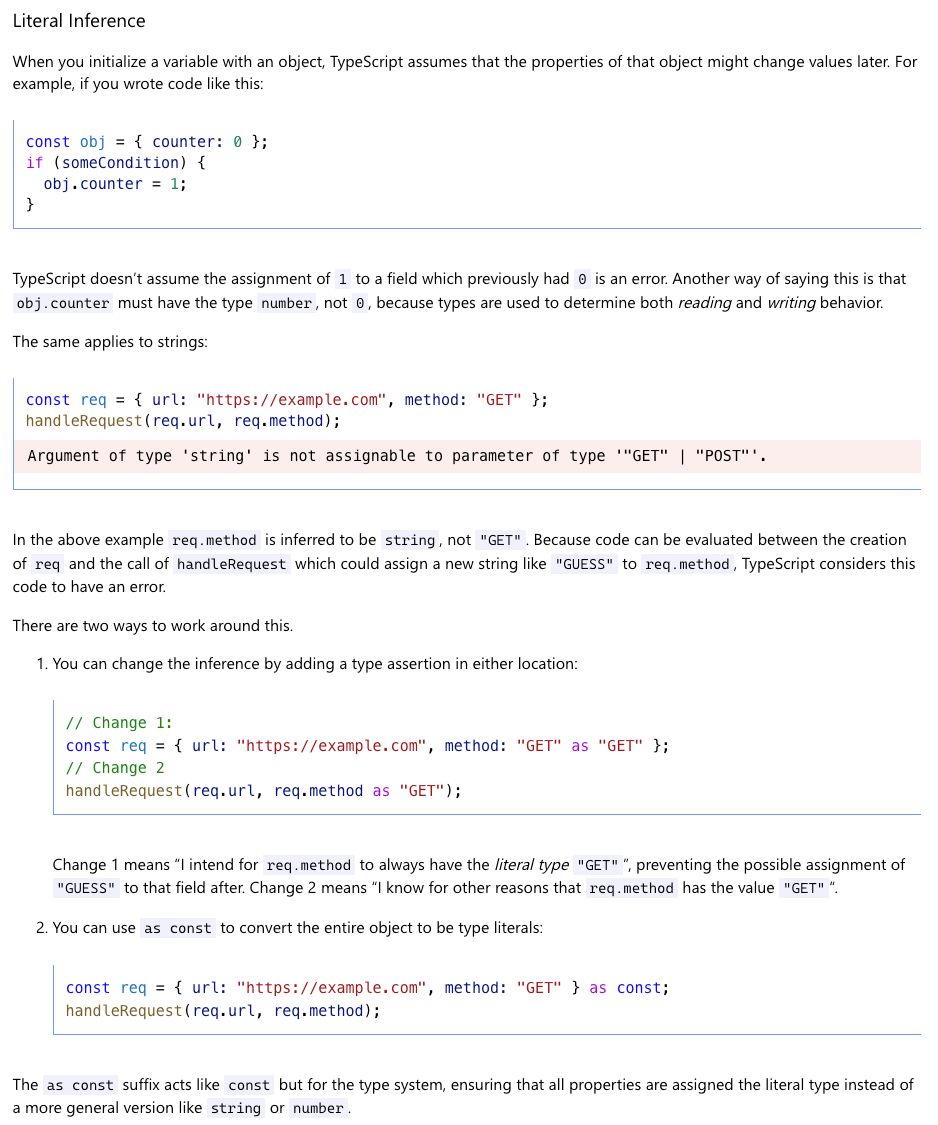 Literal Inference
When you initialize a variable with an object, TypeScript assumes that the properties of that object might change values later. For
example, if you wrote code like this:
const obj = { counter: 0 };
if (someCondition) {
  obj.counter = 1;
}
TypeScript doesn’t assume the assignment of 1 to a field which previously had 0 is an error. Another way of saying this is that
obj.counter must have the type number, not 0, because types are used to determine both reading and writing behavior.
The same applies to strings:
const req = { url: "https://example.com", method: "GET" };
handleRequest(req.url, req.method);
Argument of type 'string' is not assignable to parameter of type '"GET" | "POST"'.
In the above example req.method is inferred to be string, not "GET". Because code can be evaluated between the creation
of req and the call of handleRequest which could assign a new string like "GUESS" to req.method, TypeScript considers this
code to have an error.
There are two ways to work around this.
1. You can change the inference by adding a type assertion in either location:
// Change 1:
const req = { url: "https://example.com", method: "GET" as "GET" };
// Change 2
handleRequest(req.url, req.method as "GET");
Change 1 means “I intend for req.method to always have the literal type "GET"“, preventing the possible assignment of
"GUESS" to that field after. Change 2 means “I know for other reasons that req.method has the value "GET"“.
2. You can use as const to convert the entire object to be type literals:
const req = { url: "https://example.com", method: "GET" } as const;
handleRequest(req.url, req.method);
The as const suffix acts like const but for the type system, ensuring that all properties are assigned the literal type instead of
a more general version like string or number.